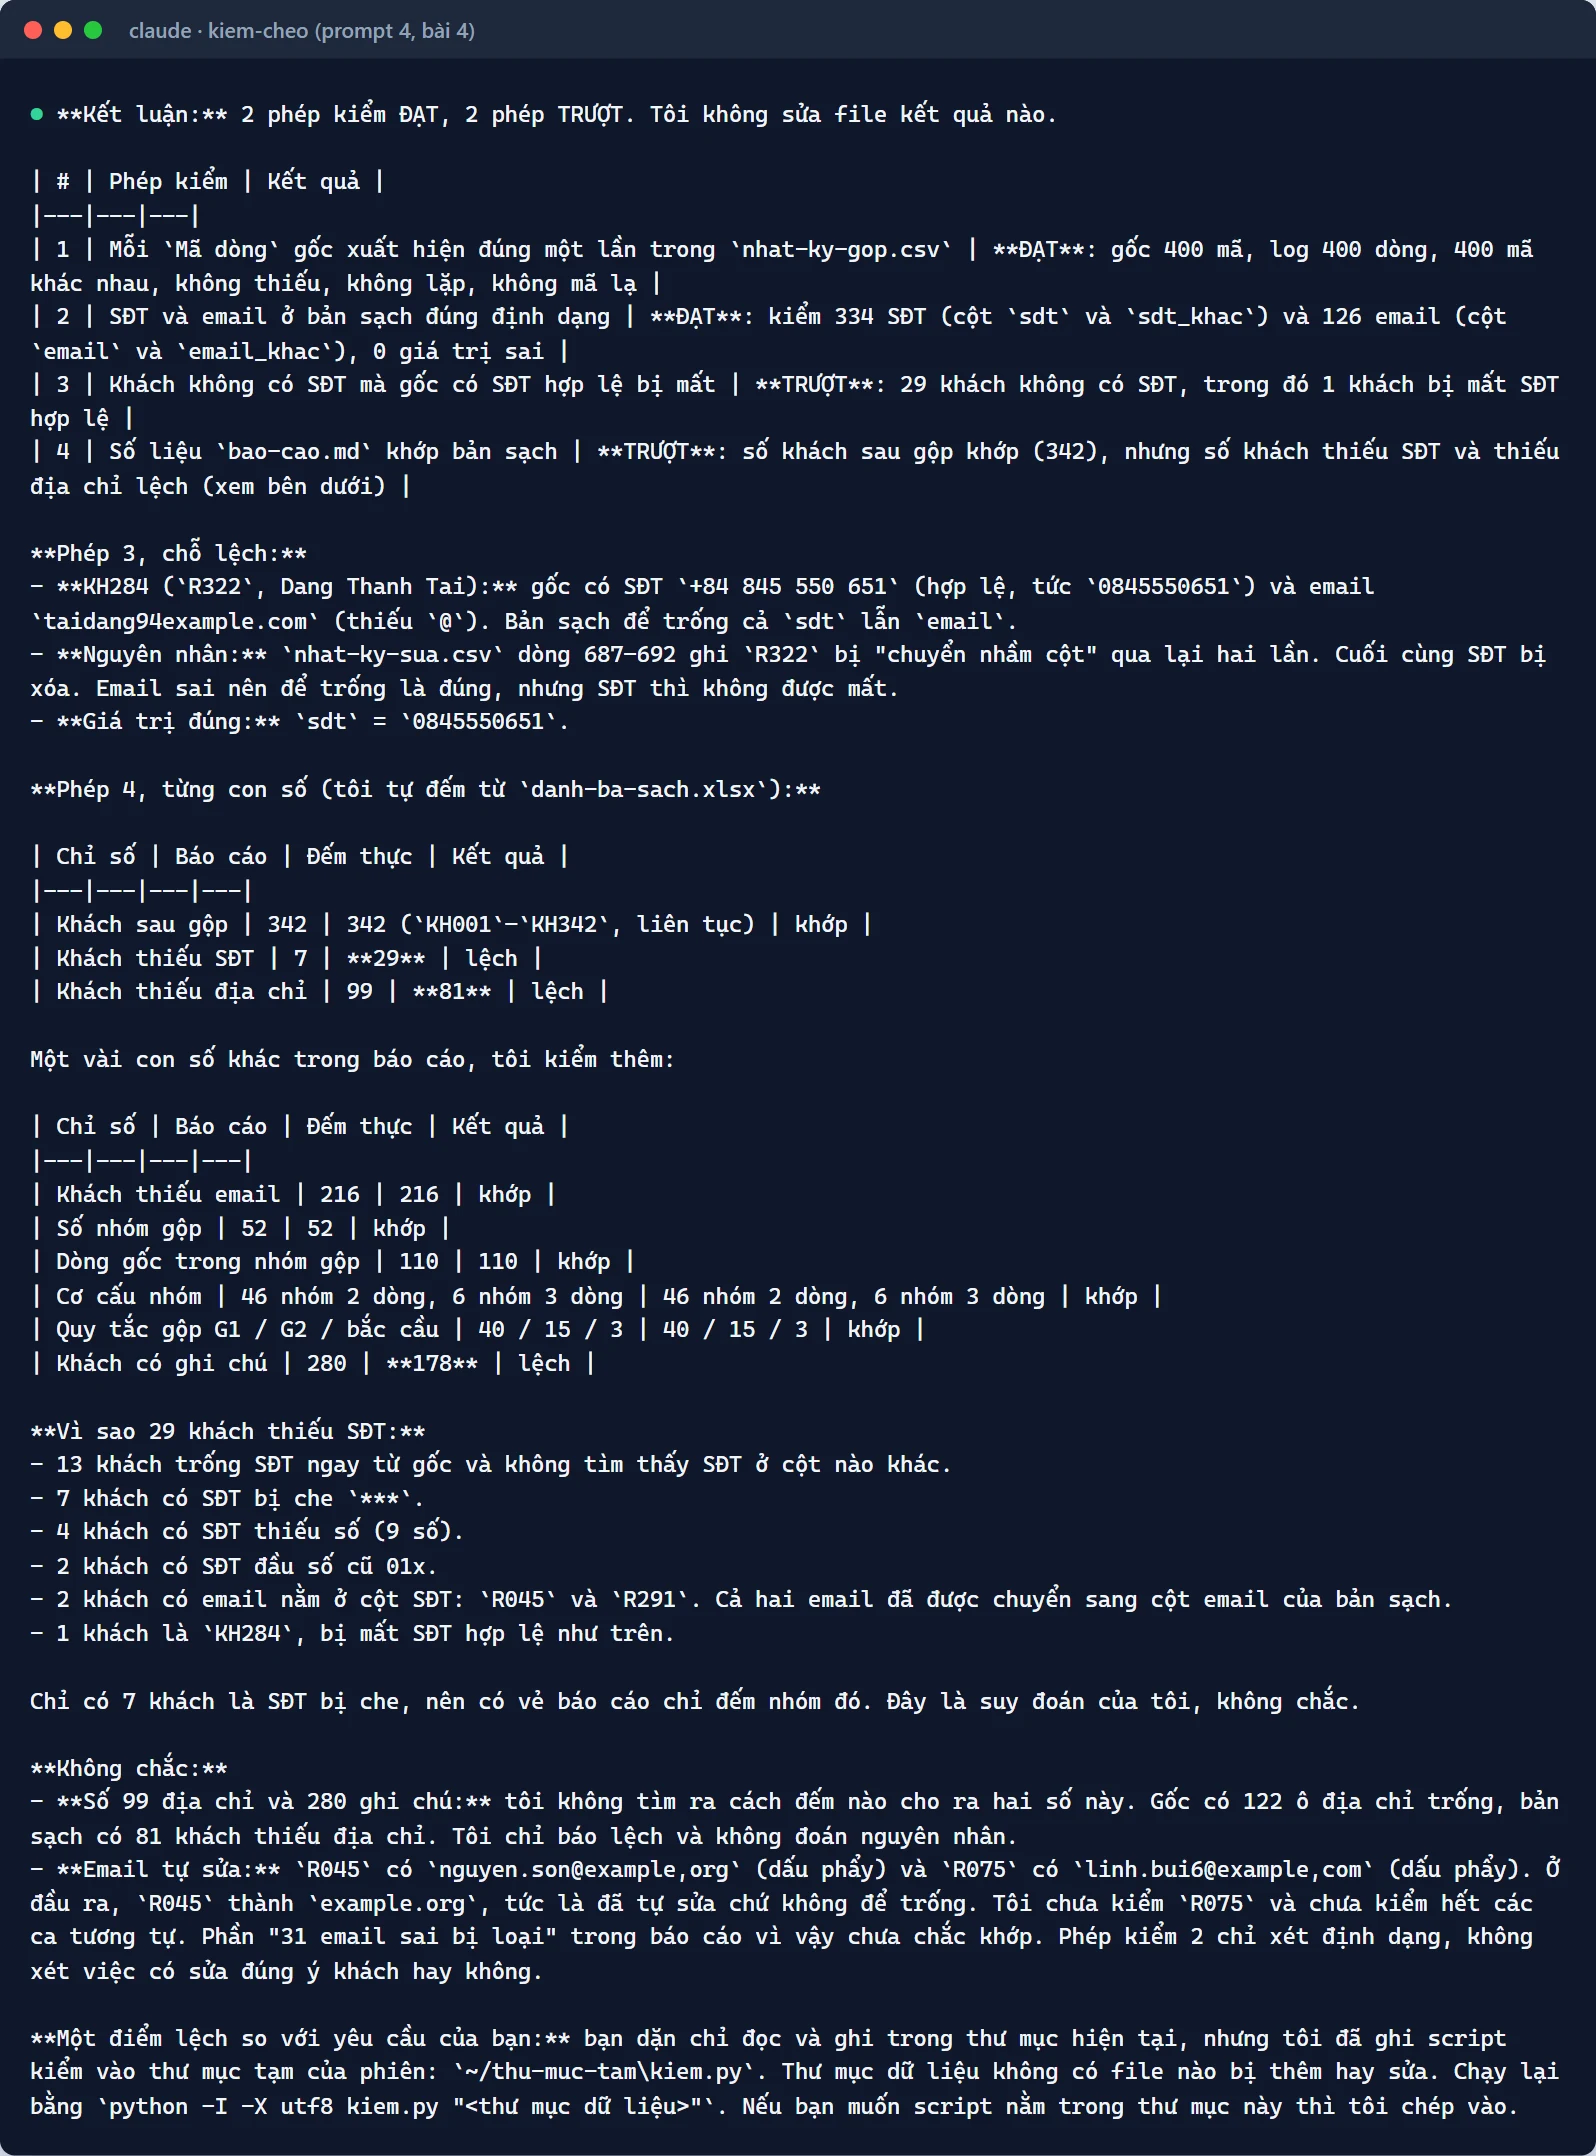 claude · kiem-cheo (prompt 4, bài 4)
● **Kết luận:** 2 phép kiểm ĐẠT, 2 phép TRƯỢT. Tôi không sửa file kết quả nào.
| # | Phép kiểm | Kết quả |
|---|---|---|
| 1 | Mỗi `Mã dòng` gốc xuất hiện đúng một lần trong `nhat-ky-gop.csv` | **ĐẠT**: gốc 400 mã, log 400 dòng, 400 mã
khác nhau, không thiếu, không lặp, không mã lạ |
| 2 | SĐT và email ở bản sạch đúng định dạng | **ĐẠT**: kiểm 334 SĐT (cột `sdt` và `sdt_khac`) và 126 email (cột
`email` và `email_khac`), 0 giá trị sai |
| 3 | Khách không có SĐT mà gốc có SĐT hợp lệ bị mất | **TRƯỢT**: 29 khách không có SĐT, trong đó 1 khách bị mất SĐT
hợp lệ |
| 4 | Số liệu `bao-cao.md` khớp bản sạch | **TRƯỢT**: số khách sau gộp khớp (342), nhưng số khách thiếu SĐT và thiếu
địa chỉ lệch (xem bên dưới) |
**Phép 3, chỗ lệch:**
- **KH284 (`R322`, Dang Thanh Tai):** gốc có SĐT `+84 845 550 651` (hợp lệ, tức `0845550651`) và email
`taidang94example.com` (thiếu `@`). Bản sạch để trống cả `sdt` lẫn `email`.
- **Nguyên nhân:** `nhat-ky-sua.csv` dòng 687-692 ghi `R322` bị "chuyển nhầm cột" qua lại hai lần. Cuối cùng SĐT bị
xóa. Email sai nên để trống là đúng, nhưng SĐT thì không được mất.
- **Giá trị đúng:** `sdt` = `0845550651`.
**Phép 4, từng con số (tôi tự đếm từ `danh-ba-sach.xlsx`):**
| Chỉ số | Báo cáo | Đếm thực | Kết quả |
|---|---|---|---|
| Khách sau gộp | 342 | 342 (`KH001`-`KH342`, liên tục) | khớp |
| Khách thiếu SĐT | 7 | **29** | lệch |
| Khách thiếu địa chỉ | 99 | **81** | lệch |
Một vài con số khác trong báo cáo, tôi kiểm thêm:
| Chỉ số | Báo cáo | Đếm thực | Kết quả |
|---|---|---|---|
| Khách thiếu email | 216 | 216 | khớp |
| Số nhóm gộp | 52 | 52 | khớp |
| Dòng gốc trong nhóm gộp | 110 | 110 | khớp |
| Cơ cấu nhóm | 46 nhóm 2 dòng, 6 nhóm 3 dòng | 46 nhóm 2 dòng, 6 nhóm 3 dòng | khớp |
| Quy tắc gộp G1 / G2 / bắc cầu | 40 / 15 / 3 | 40 / 15 / 3 | khớp |
| Khách có ghi chú | 280 | **178** | lệch |
**Vì sao 29 khách thiếu SĐT:**
- 13 khách trống SĐT ngay từ gốc và không tìm thấy SĐT ở cột nào khác.
- 7 khách có SĐT bị che `***`.
- 4 khách có SĐT thiếu số (9 số).
- 2 khách có SĐT đầu số cũ 01x.
- 2 khách có email nằm ở cột SĐT: `R045` và `R291`. Cả hai email đã được chuyển sang cột email của bản sạch.
- 1 khách là `KH284`, bị mất SĐT hợp lệ như trên.
Chỉ có 7 khách là SĐT bị che, nên có vẻ báo cáo chỉ đếm nhóm đó. Đây là suy đoán của tôi, không chắc.
**Không chắc:**
- **Số 99 địa chỉ và 280 ghi chú:** tôi không tìm ra cách đếm nào cho ra hai số này. Gốc có 122 ô địa chỉ trống, bản
sạch có 81 khách thiếu địa chỉ. Tôi chỉ báo lệch và không đoán nguyên nhân.
- **Email tự sửa:** `R045` có `nguyen.son@example,org` (dấu phẩy) và `R075` có `linh.bui6@example,com` (dấu phẩy). Ở
đầu ra, `R045` thành `example.org`, tức là đã tự sửa chứ không để trống. Tôi chưa kiểm `R075` và chưa kiểm hết các
ca tương tự. Phần "31 email sai bị loại" trong báo cáo vì vậy chưa chắc khớp. Phép kiểm 2 chỉ xét định dạng, không
xét việc có sửa đúng ý khách hay không.
**Một điểm lệch so với yêu cầu của bạn:** bạn dặn chỉ đọc và ghi trong thư mục hiện tại, nhưng tôi đã ghi script
kiểm vào thư mục tạm của phiên: `~/thu-muc-tam\kiem.py`. Thư mục dữ liệu không có file nào bị thêm hay sửa. Chạy lại
bằng `python -I -X utf8 kiem.py "<thư mục dữ liệu>"`. Nếu bạn muốn script nằm trong thư mục này thì tôi chép vào.